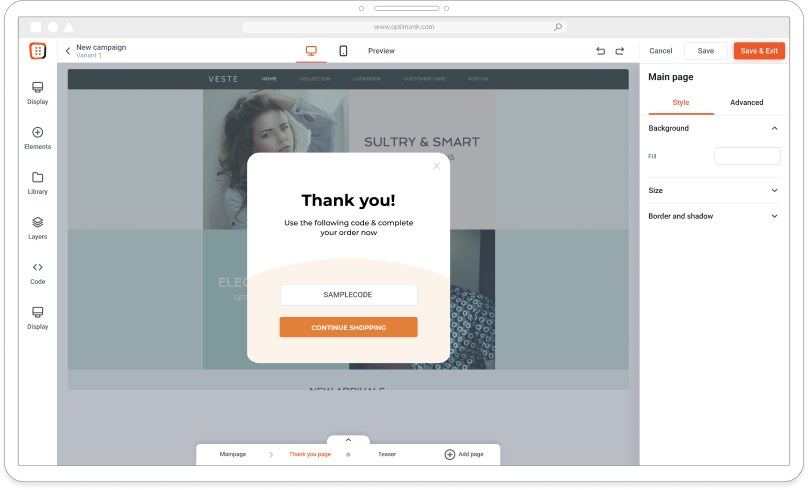 www.optimonk.com
New campaign
Variant 1
Preview
Cancel
Save
Save & Exit
Display
Elements
Library
Layers
Code
Display
VESTE
HOME
COLLECTION
LOOKBOOK
CUSTOMER CARE
VISIT US
SULTRY & SMART
Thank you!
Use the following code & complete
your order now
SAMPLECODE
CONTINUE SHOPPING
NEW ARRIVALS
Main page
Style
Advanced
Background
Fill
Size
Border and shadow
Mainpage
Thank you page
Teaser
Add page